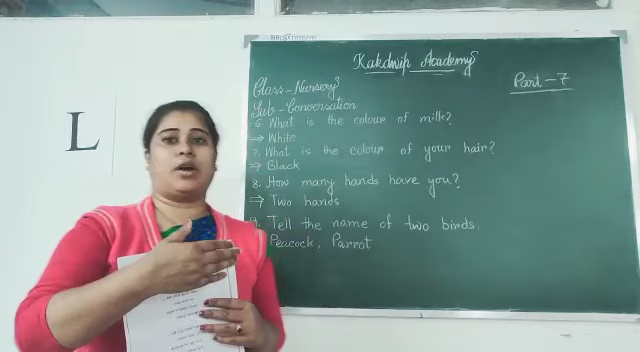 Kakdwip Academy
Part-7
Class-Nursery
Sub-Conversation
6. What is the colour of milk?
⇒ White
7. What is the colour of your hair?
⇒ Black
8. How many hands have you?
⇒ Two hands
9. Tell the name of two birds.
Peacock, Parrot
L